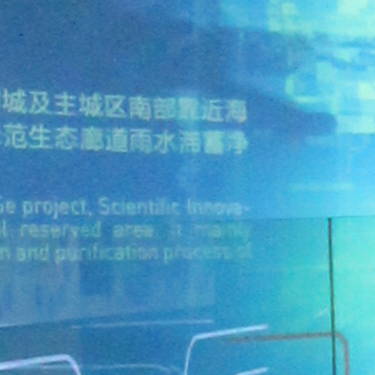 城及主城区南部靠近海
范生态廊道雨水滞蓄净
e project, Scientific Innova-
l reserved area. It mainly
n and purification process of